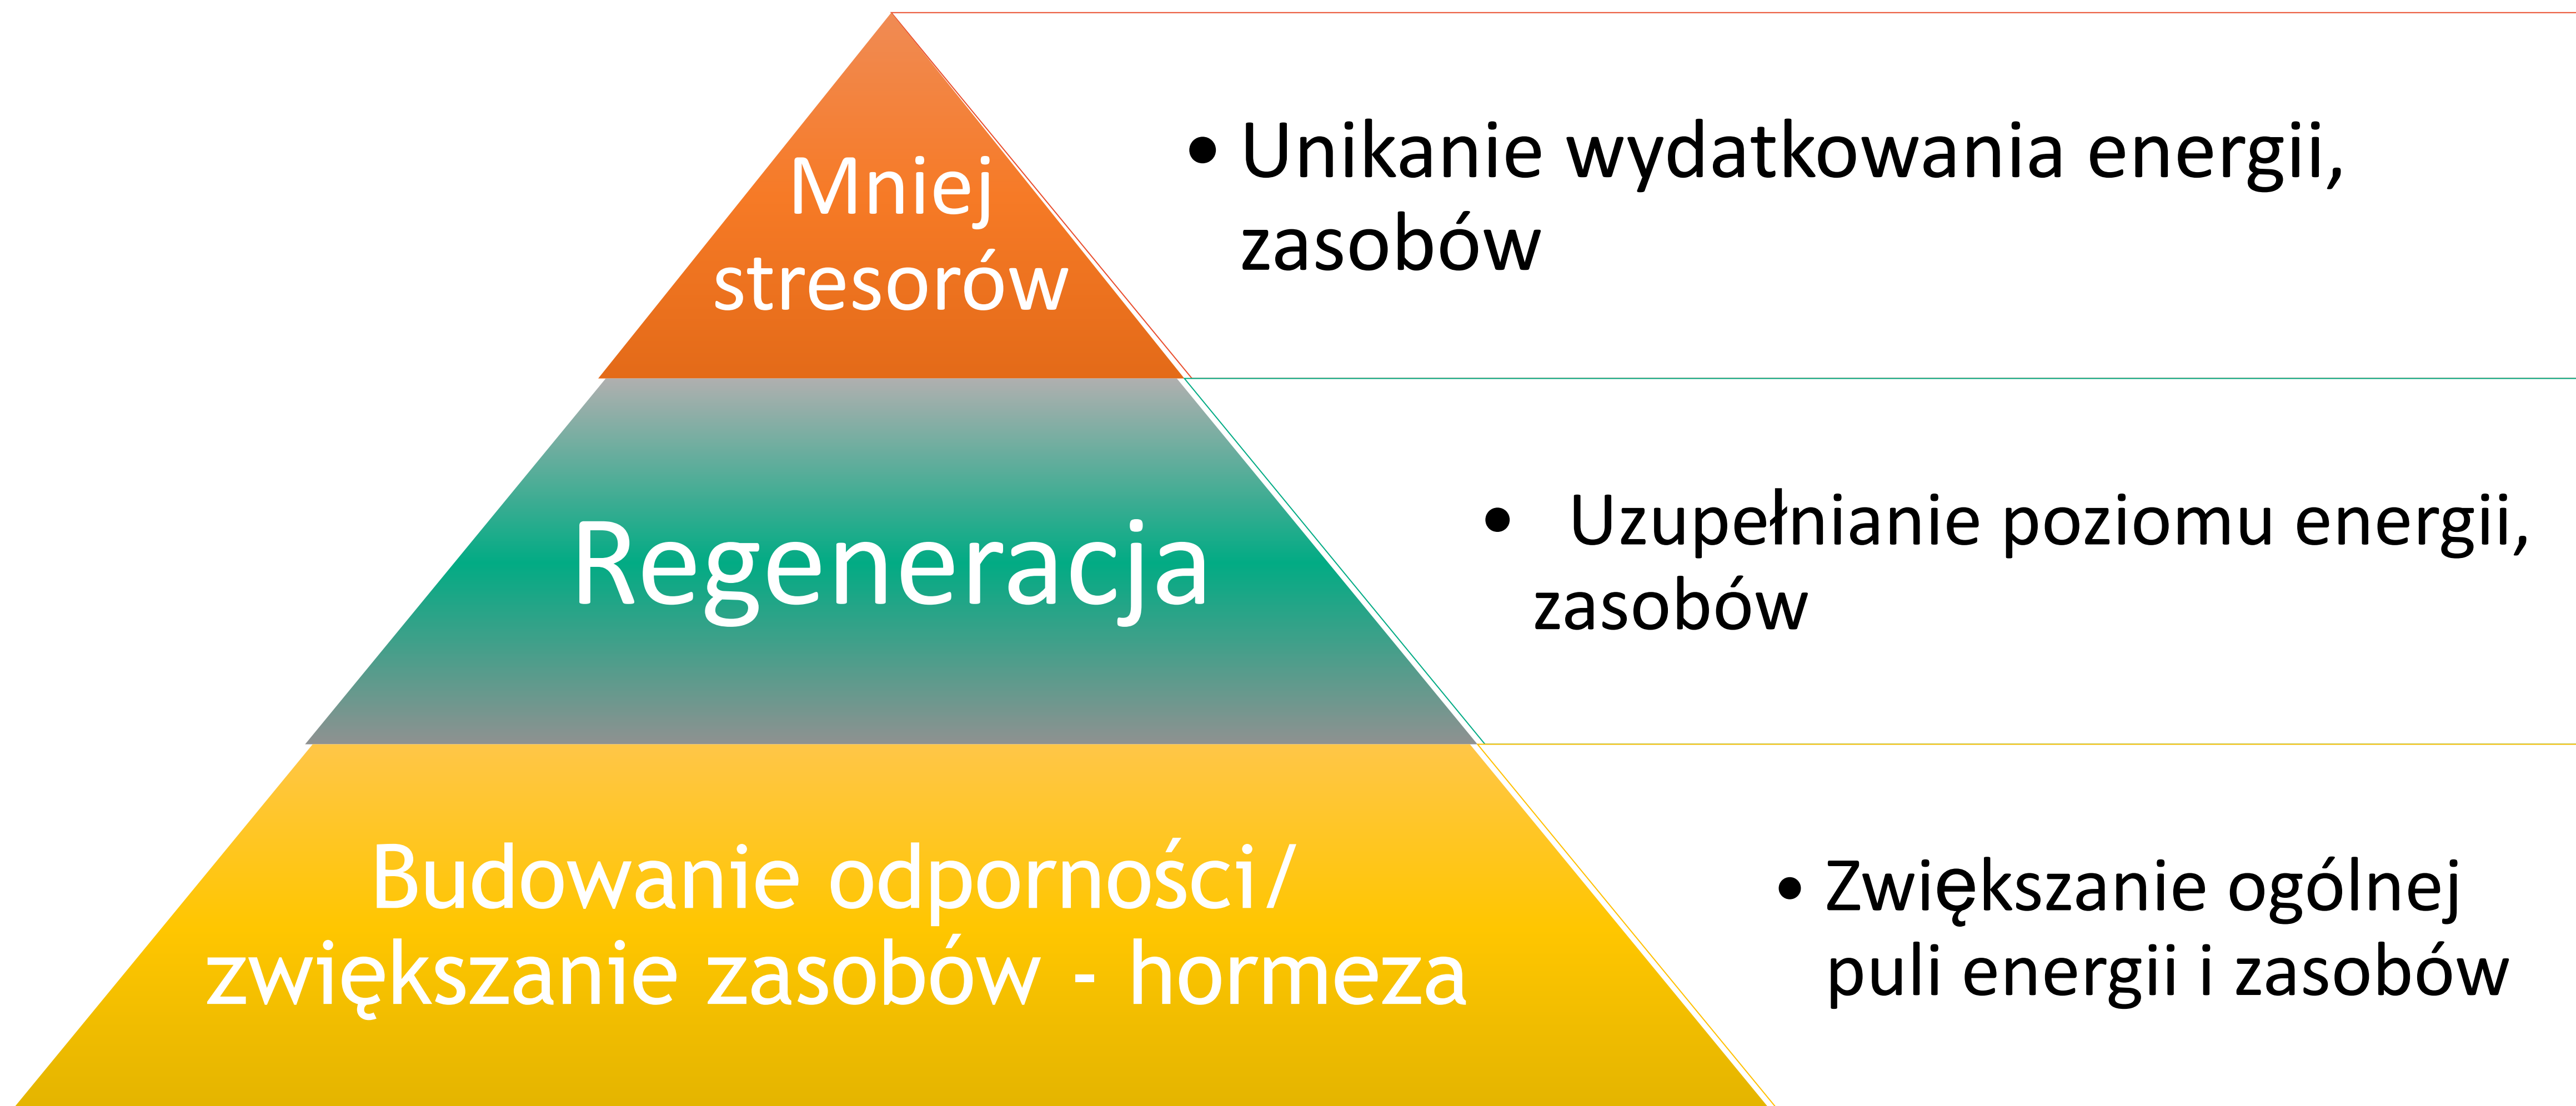 Mniej
stresorów
• Unikanie wydatkowania energii,
zasobów
Regeneracja
• Uzupełnianie poziomu energii,
zasobów
Budowanie odporności/
zwiększanie zasobów - hormeza
• Zwiększanie ogólnej
puli energii i zasobów